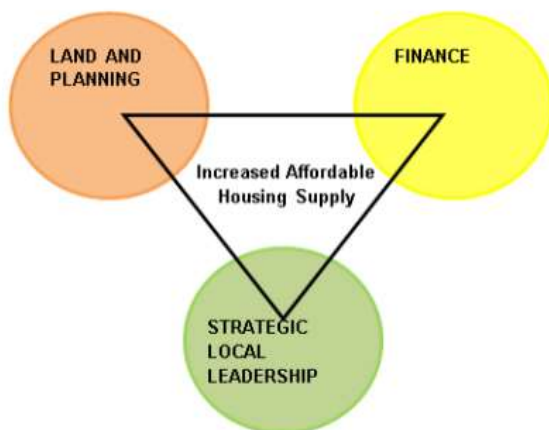 LAND AND
PLANNING
FINANCE
Increased Affordable
Housing Supply
STRATEGIC
LOCAL
LEADERSHIP